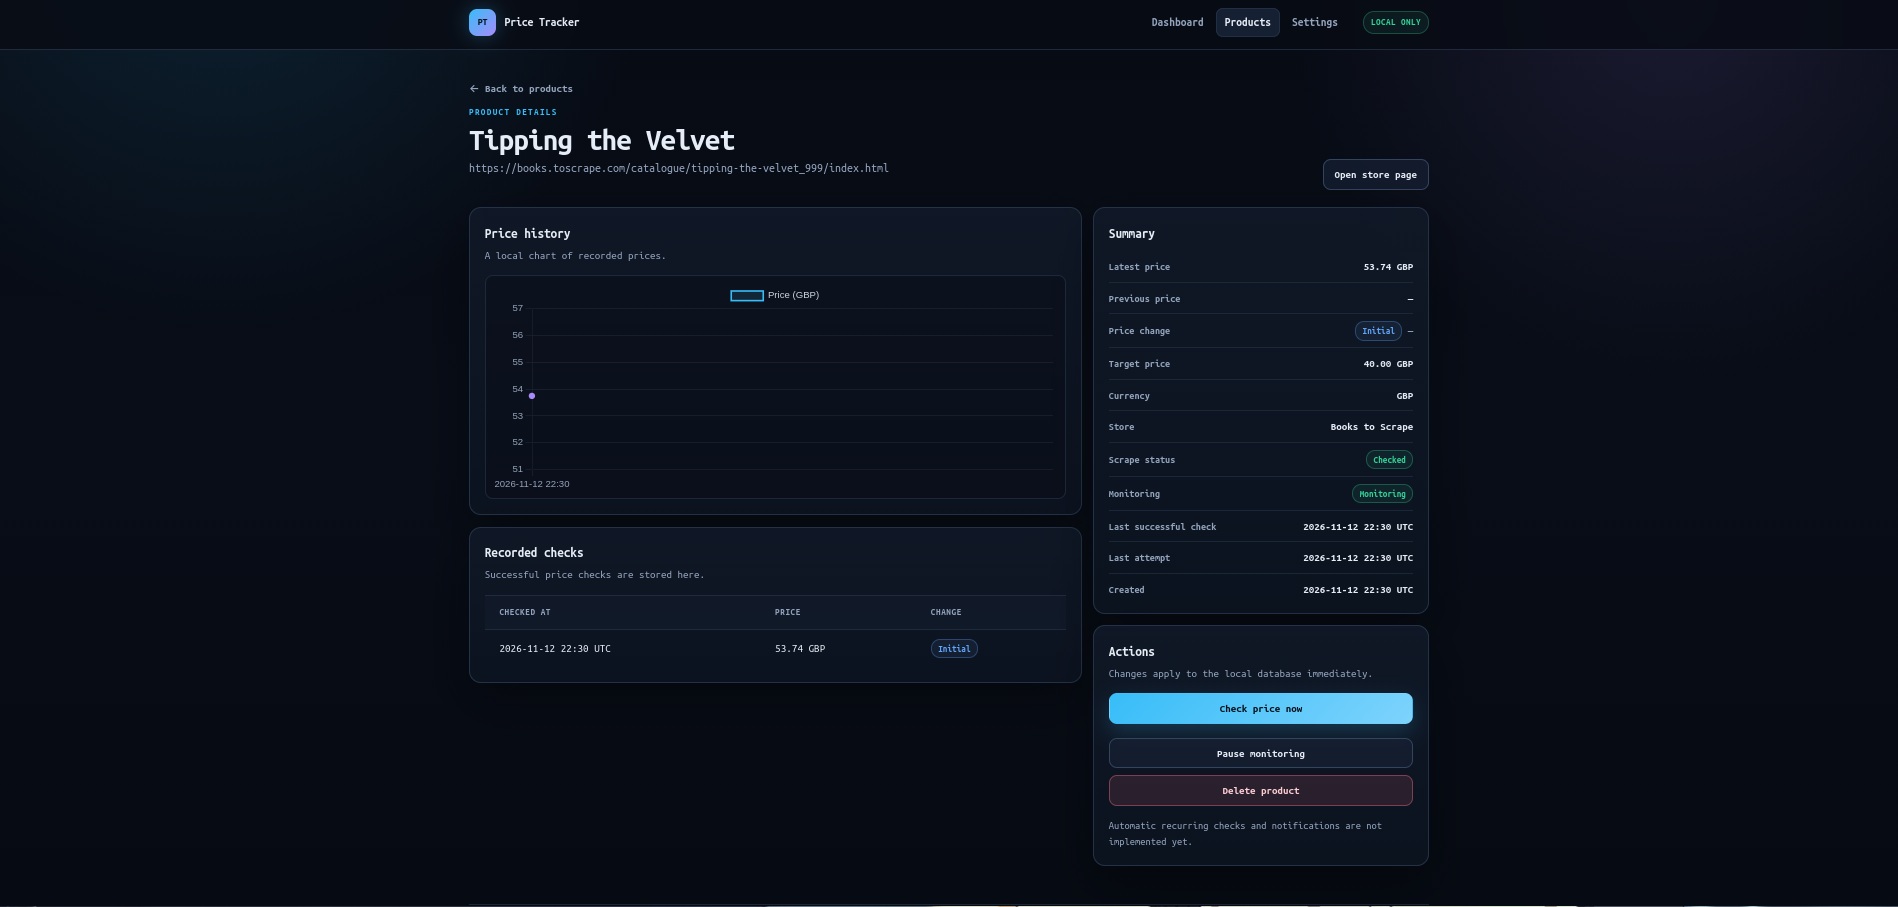 PT
Price Tracker
Dashboard
Products
Settings
LOCAL ONLY
← Back to products
PRODUCT DETAILS
Tipping the Velvet
https://books.toscrape.com/catalogue/tipping-the-velvet_999/index.html
Open store page
Price history
A local chart of recorded prices.
Price (GBP)
57
56
55
54
53
52
51
2026-11-12 22:30
Recorded checks
Successful price checks are stored here.
CHECKED AT PRICE CHANGE
2026-11-12 22:30 UTC 53.74 GBP Initial
Summary
Latest price 53.74 GBP
Previous price —
Price change Initial —
Target price 40.00 GBP
Currency GBP
Store Books to Scrape
Scrape status Checked
Monitoring Monitoring
Last successful check 2026-11-12 22:30 UTC
Last attempt 2026-11-12 22:30 UTC
Created 2026-11-12 22:30 UTC
Actions
Changes apply to the local database immediately.
Check price now
Pause monitoring
Delete product
Automatic recurring checks and notifications are not
implemented yet.